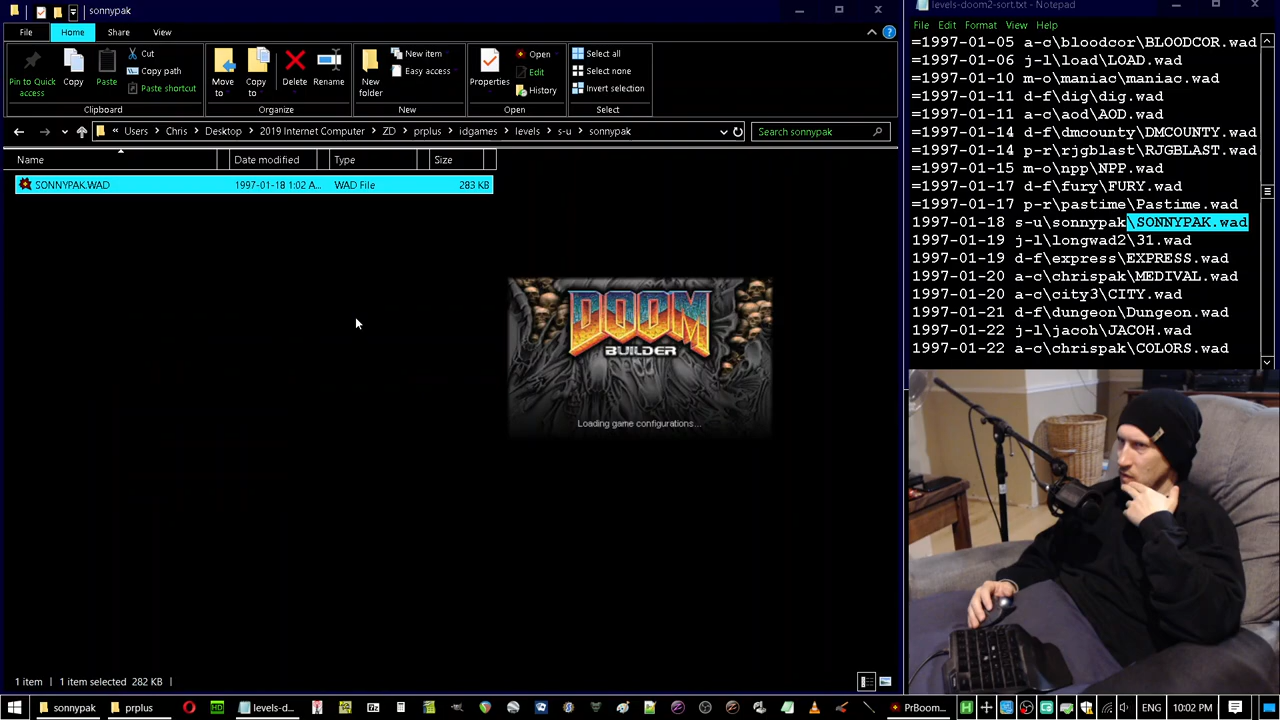 sonnypak
File Home Share View
Pin to Quick access
Copy
Paste
Cut
Copy path
Paste shortcut
Move to
Copy to
Delete
Rename
New folder
New item
Easy access
Properties
Open
Edit
History
Select all
Select none
Invert selection
Clipboard Organize New Open Select
« Users › Chris › Desktop › 2019 Internet Computer › ZD › prplus › idgames › levels › s-u › sonnypak
Search sonnypak
Name Date modified Type Size
SONNYPAK.WAD 1997-01-18 1:02 A... WAD File 283 KB
DOOM
BUILDER
Loading game configurations...
levels-doom2-sort.txt - Notepad
File Edit Format View Help
=1997-01-05 a-c\bloodcor\BLOODCOR.wad
=1997-01-06 j-l\load\LOAD.wad
=1997-01-10 m-o\maniac\maniac.wad
=1997-01-11 d-f\dig\dig.wad
=1997-01-11 a-c\aod\AOD.wad
=1997-01-14 d-f\dmcounty\DMCOUNTY.wad
=1997-01-14 p-r\rjgblast\RJGBLAST.wad
=1997-01-15 m-o\npp\NPP.wad
=1997-01-17 d-f\fury\FURY.wad
=1997-01-17 p-r\pastime\Pastime.wad
1997-01-18 s-u\sonnypak\SONNYPAK.wad
1997-01-19 j-l\longwad2\31.wad
1997-01-19 d-f\express\EXPRESS.wad
1997-01-20 a-c\chrispak\MEDIVAL.wad
1997-01-20 a-c\city3\CITY.wad
1997-01-21 d-f\dungeon\Dungeon.wad
1997-01-22 j-l\jacoh\JACOH.wad
1997-01-22 a-c\chrispak\COLORS.wad
1 item 1 item selected 282 KB
sonnypak prplus levels-d... PrBoom... ENG 10:02 PM